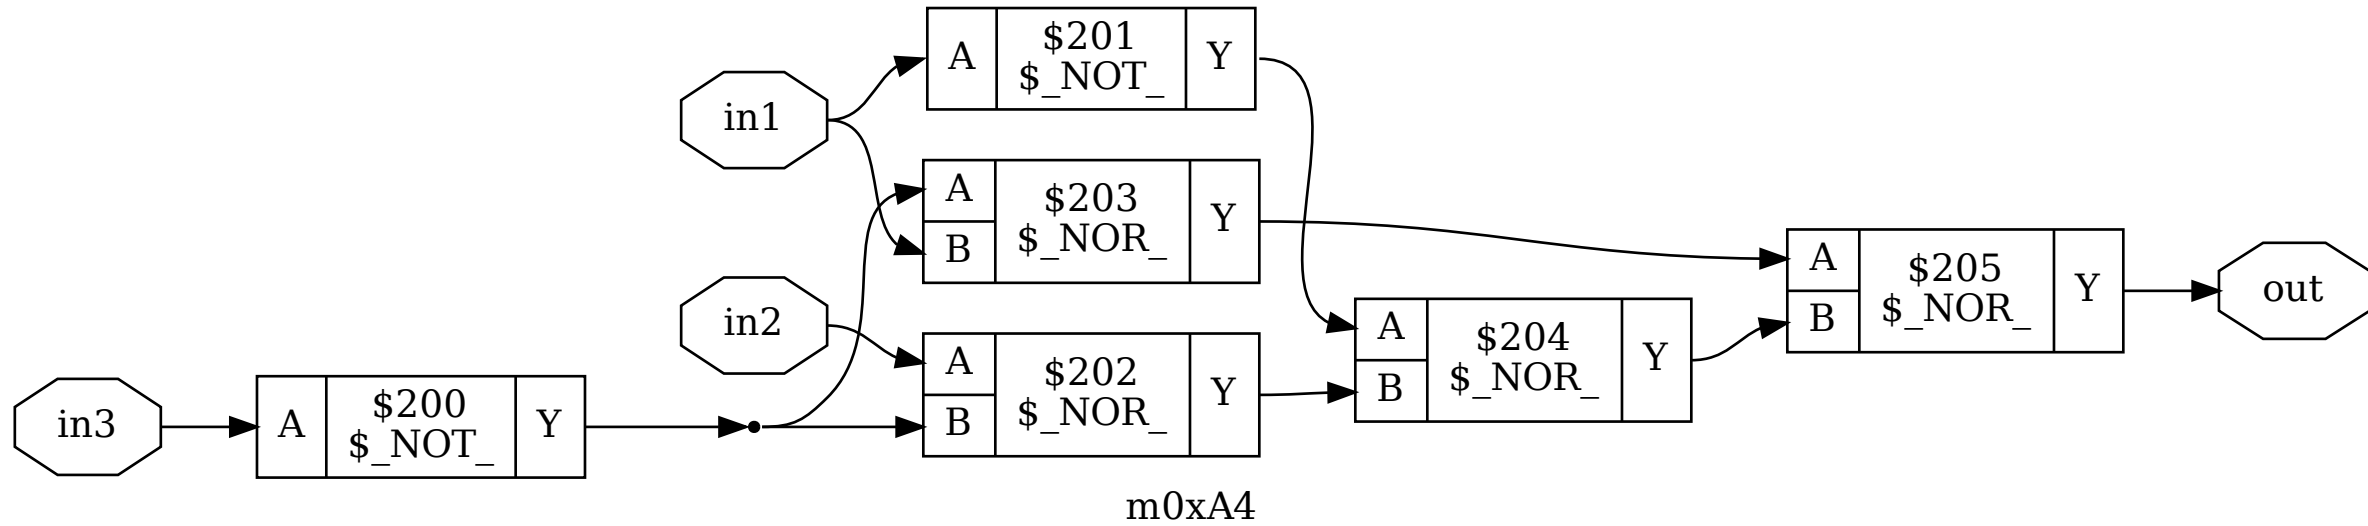 in3
A
$200
$_NOT_
Y
in1
in2
A
$201
$_NOT_
Y
A
B
$203
$_NOR_
Y
A
B
$202
$_NOR_
Y
A
B
$204
$_NOR_
Y
A
B
$205
$_NOR_
Y
out
m0xA4